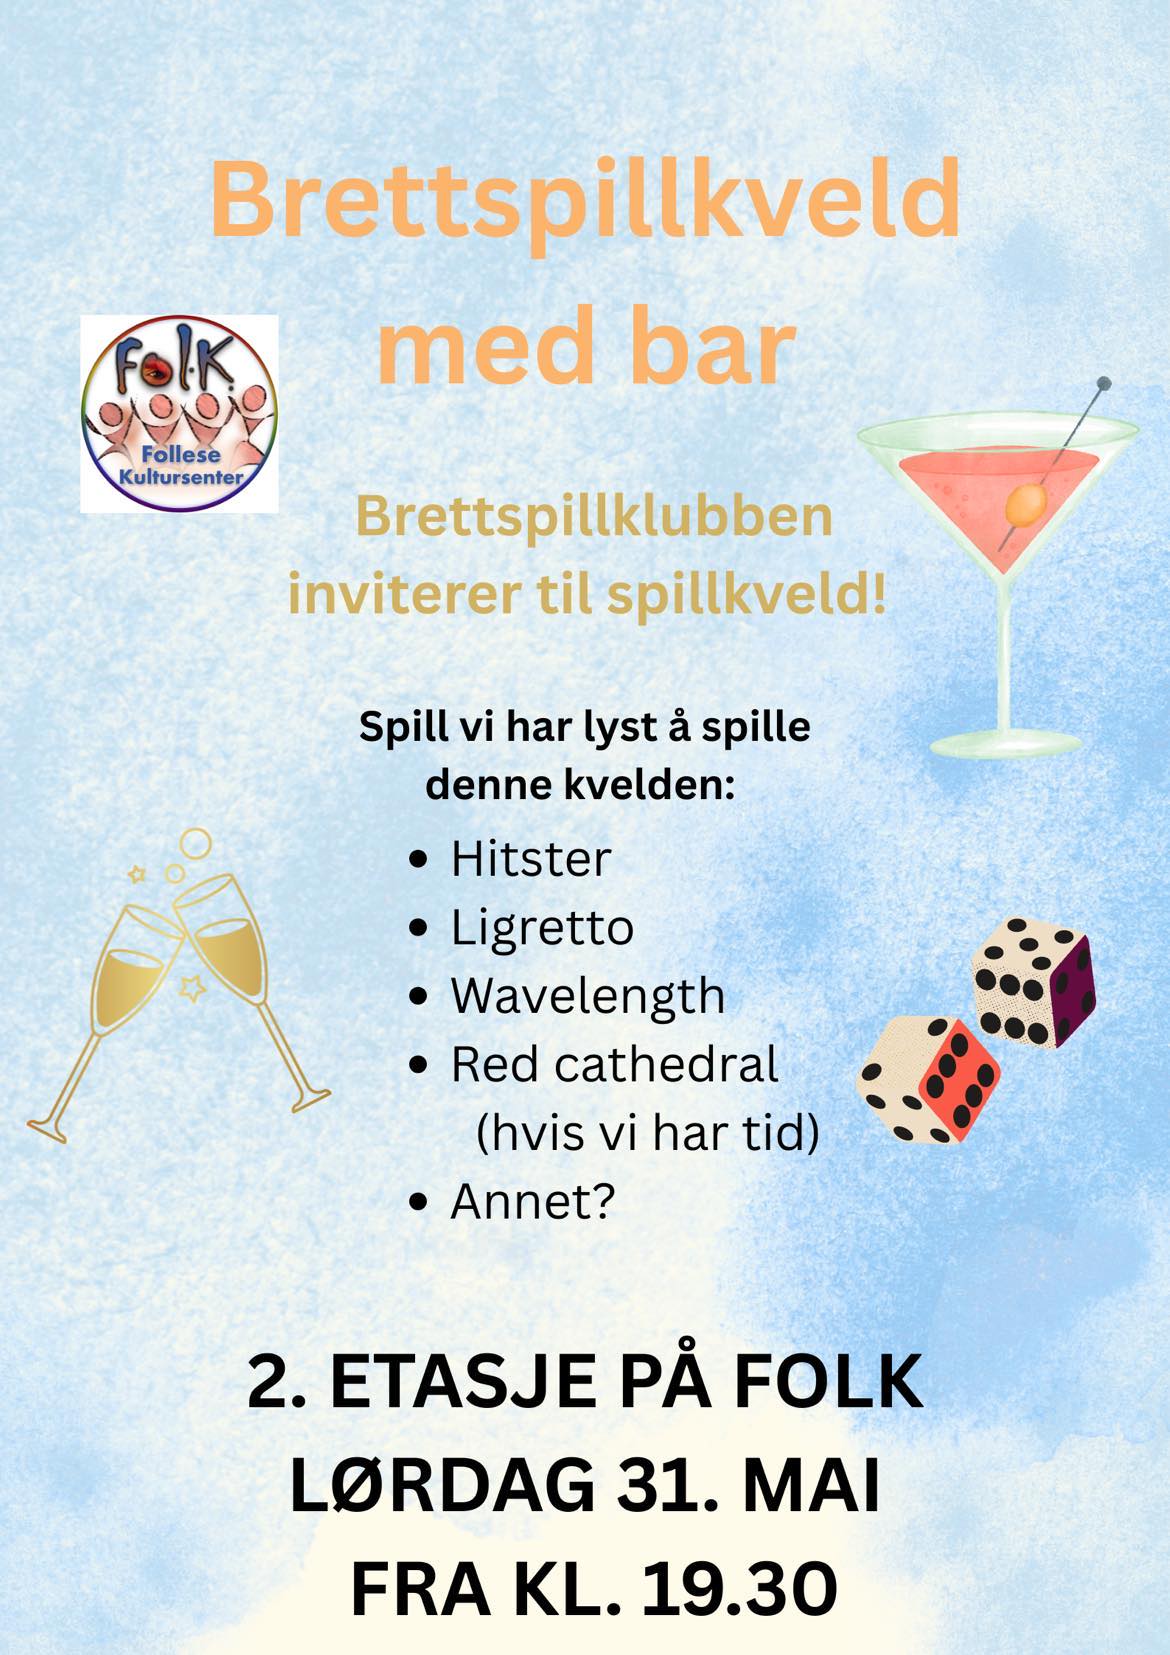 Brettspillkveld
med bar
Fol.K.
Follese
Kultursenter
Brettspillklubben
inviterer til spillkveld!
Spill vi har lyst å spille
denne kvelden:
• Hitster
• Ligretto
• Wavelength
• Red cathedral
(hvis vi har tid)
• Annet?
2. ETASJE PÅ FOLK
LØRDAG 31. MAI
FRA KL. 19.30